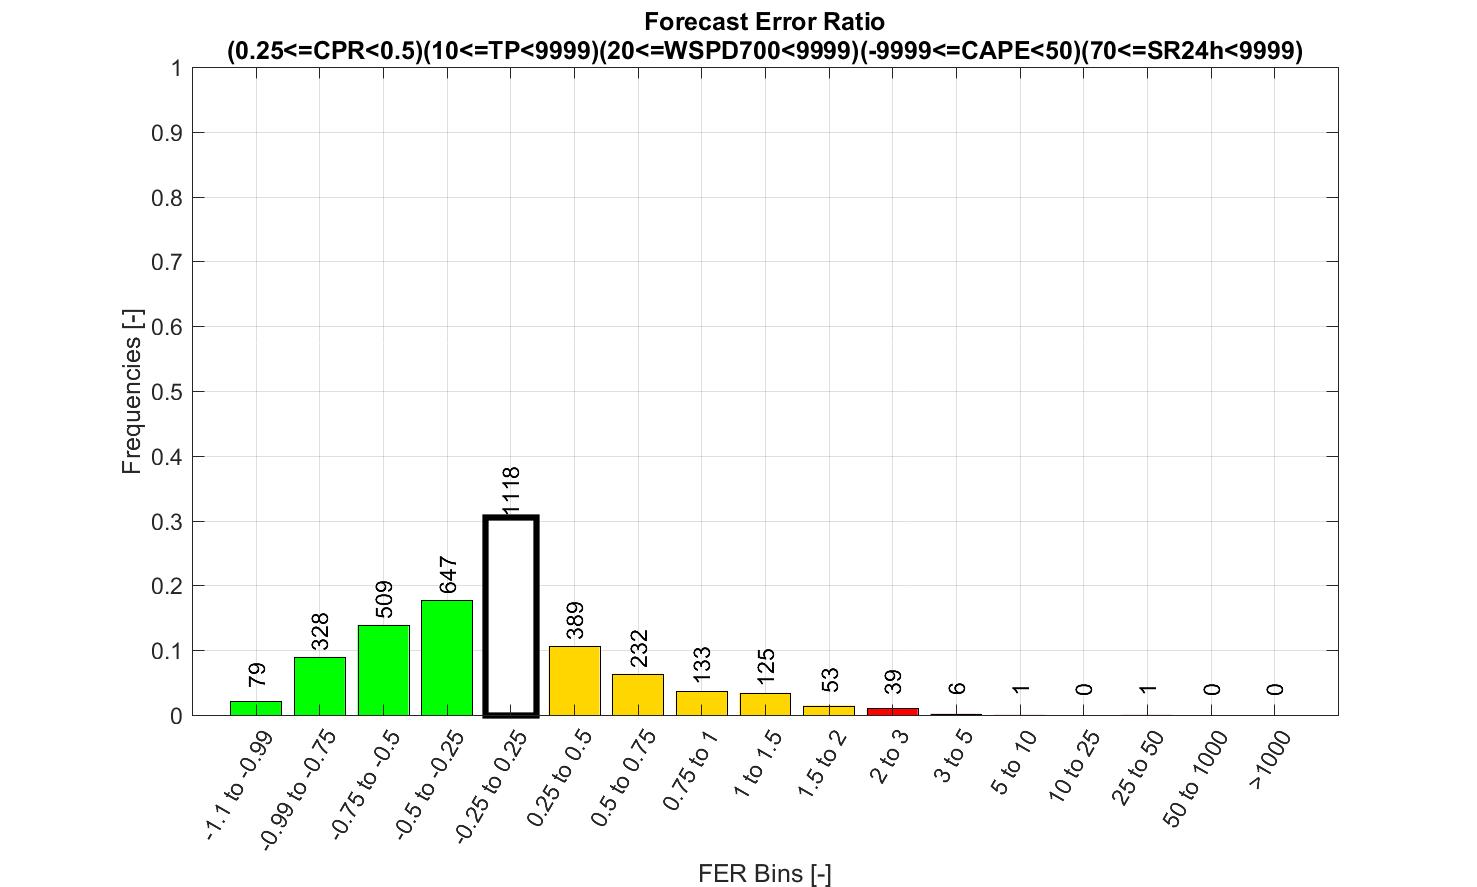 Forecast Error Ratio
(0.25<=CPR<0.5)(10<=TP<9999)(20<=WSPD700<9999)(-9999<=CAPE<50)(70<=SR24h<9999)
1
0.9
0.8
0.7
0.6
0.5
0.4
0.3
0.2
0.1
0
Frequencies [-]
79
328
509
647
1118
389
232
133
125
53
39
6
1
0
1
0
0
-1.1 to -0.99
-0.99 to -0.75
-0.75 to -0.5
-0.5 to -0.25
-0.25 to 0.25
0.25 to 0.5
0.5 to 0.75
0.75 to 1
1 to 1.5
1.5 to 2
2 to 3
3 to 5
5 to 10
10 to 25
25 to 50
50 to 1000
>1000
FER Bins [-]